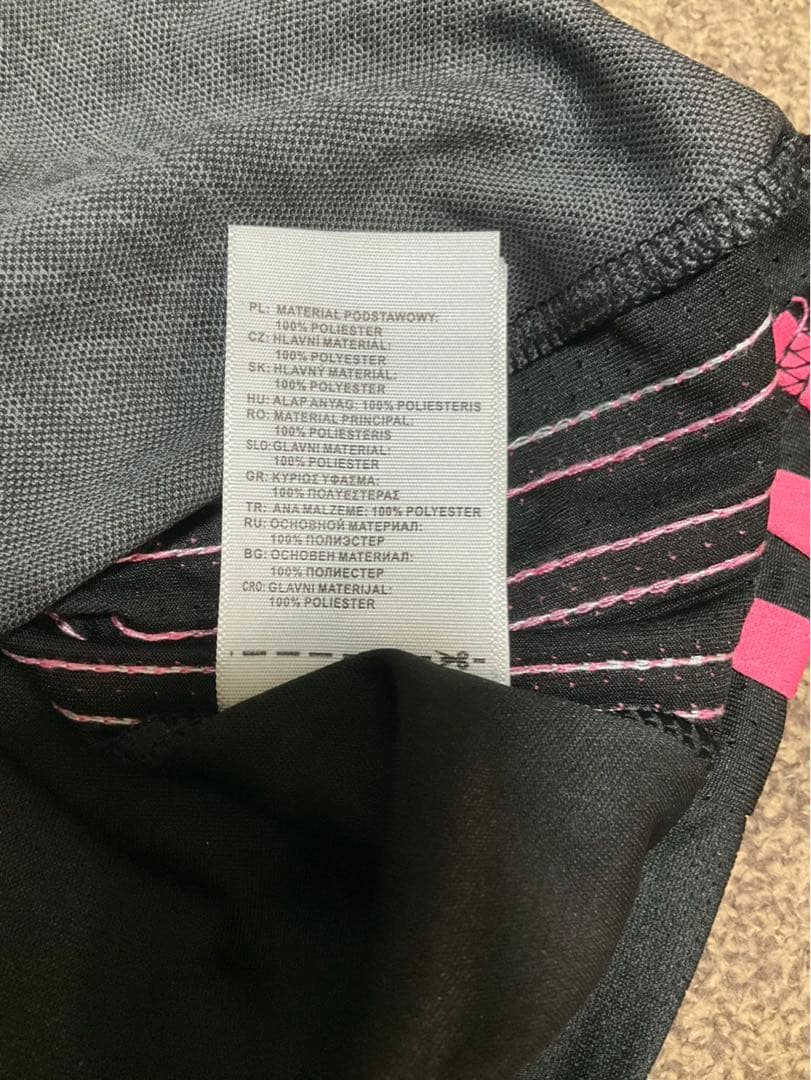 PL: MATERIAŁ PODSTAWOWY:
100% POLIESTER
CZ: HLAVNÍ MATERIÁL:
100% POLYESTER
SK: HLAVNÝ MATERIÁL:
100% POLYESTER
HU: ALAP ANYAG: 100% POLIESTERIS
RO: MATERIAL PRINCIPAL:
100% POLIESTERIS
SLO: GLAVNI MATERIAL:
100% POLIESTER
GR: ΚΥΡΙΩΣ ΥΦΑΣΜΑ:
100% ΠΟΛΥΕΣΤΕΡΑΣ
TR: ANA MALZEME: 100% POLYESTER
RU: ОСНОВНОЙ МАТЕРИАЛ:
100% ПОЛИЭСТЕР
BG: ОСНОВЕН МАТЕРИАЛ:
100% ПОЛИЕСТЕР
CRO: GLAVNI MATERIJAL:
100% POLIESTER